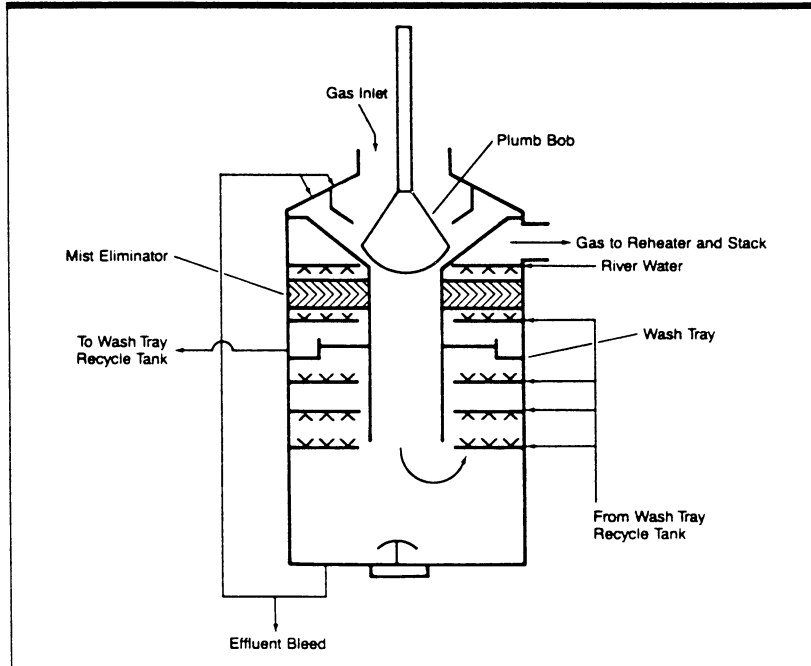 Gas Inlet
Plumb Bob
Gas to Reheater and Stack
Mist Eliminator
River Water
To Wash Tray
Recycle Tank
Wash Tray
From Wash Tray
Recycle Tank
Effluent Bleed